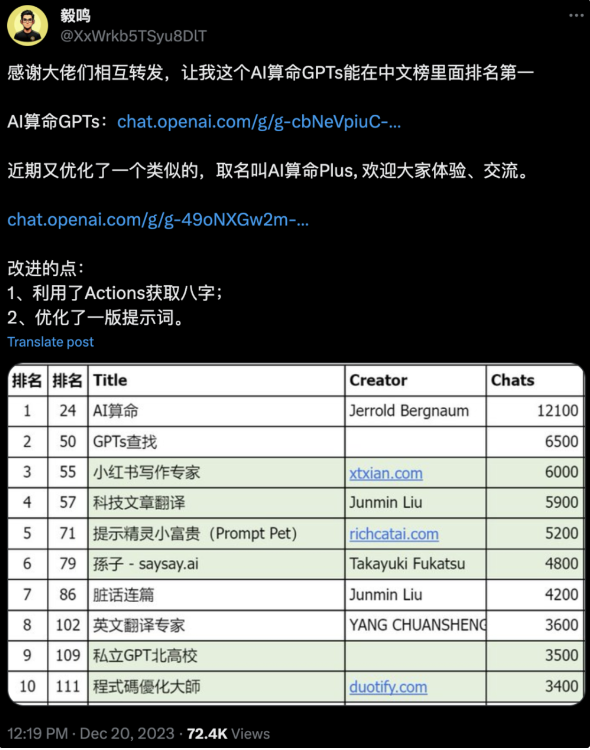 毅鸣
@XxWrkb5TSyu8DlT
感谢大佬们相互转发，让我这个AI算命GPTs能在中文榜里面排名第一
AI算命GPTs：chat.openai.com/g/g-cbNeVpiuC-...
近期又优化了一个类似的，取名叫AI算命Plus, 欢迎大家体验、交流。
chat.openai.com/g/g-49oNXGw2m-...
改进的点：
1、利用了Actions获取八字；
2、优化了一版提示词。
Translate post
排名 排名 Title Creator Chats
1 24 AI算命 Jerrold Bergnaum 12100
2 50 GPTs查找 6500
3 55 小红书写作专家 xtxian.com 6000
4 57 科技文章翻译 Junmin Liu 5900
5 71 提示精灵小富贵（Prompt Pet） richcatai.com 5200
6 79 孫子 - saysay.ai Takayuki Fukatsu 4800
7 86 脏话连篇 Junmin Liu 4200
8 102 英文翻译专家 YANG CHUANSHENG 3600
9 109 私立GPT北高校 3500
10 111 程式碼優化大師 duotify.com 3400
12:19 PM · Dec 20, 2023 · 72.4K Views